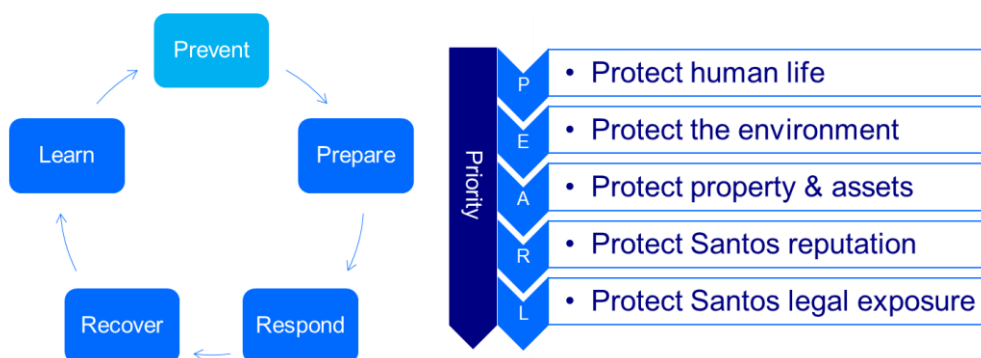 Prevent
Prepare
Respond
Recover
Learn
Priority
P
• Protect human life
E
• Protect the environment
A
• Protect property & assets
R
• Protect Santos reputation
L
• Protect Santos legal exposure